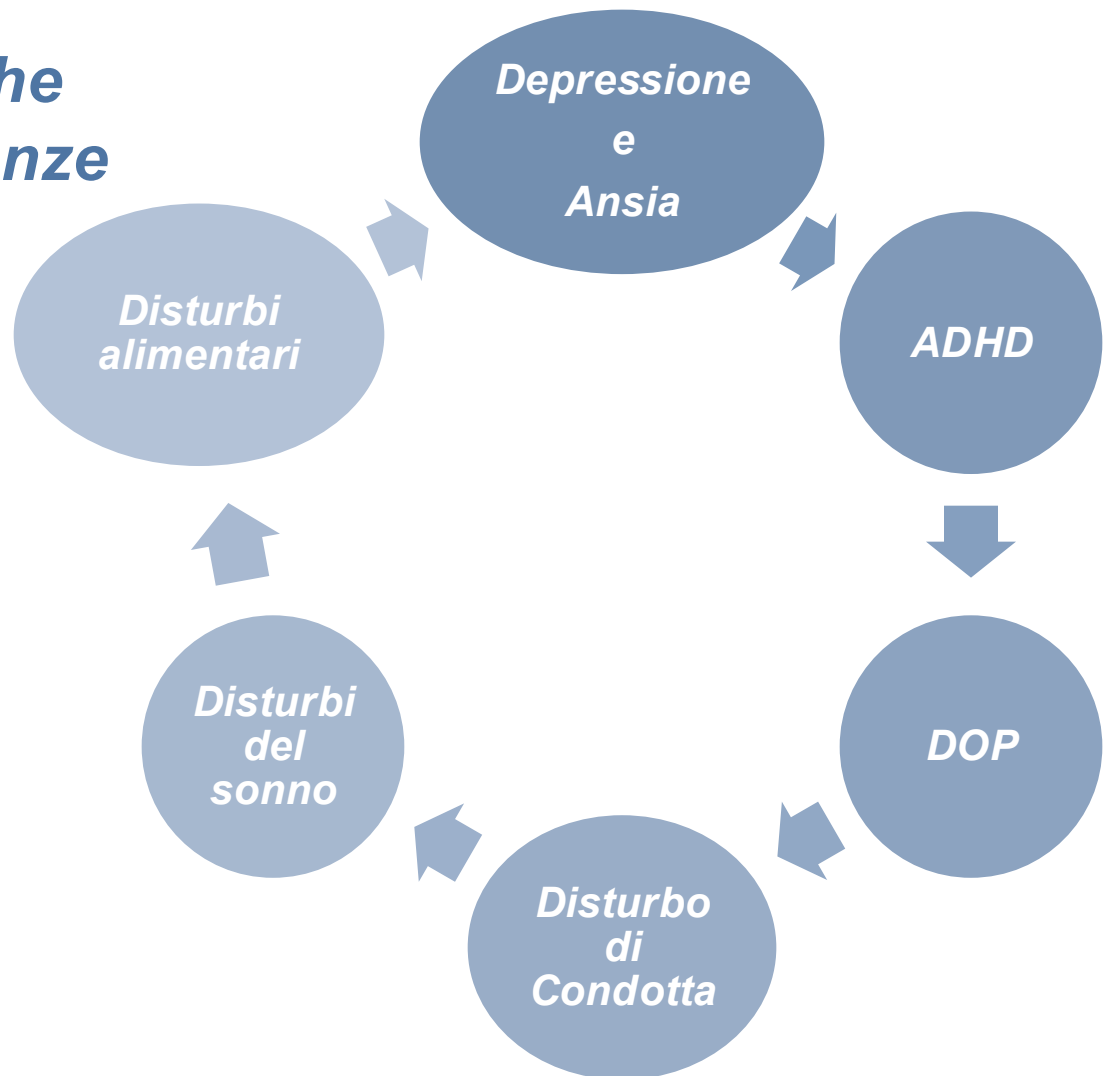 he
nze
Depressione
e
Ansia
ADHD
DOP
Disturbo
di
Condotta
Disturbi
del
sonno
Disturbi
alimentari